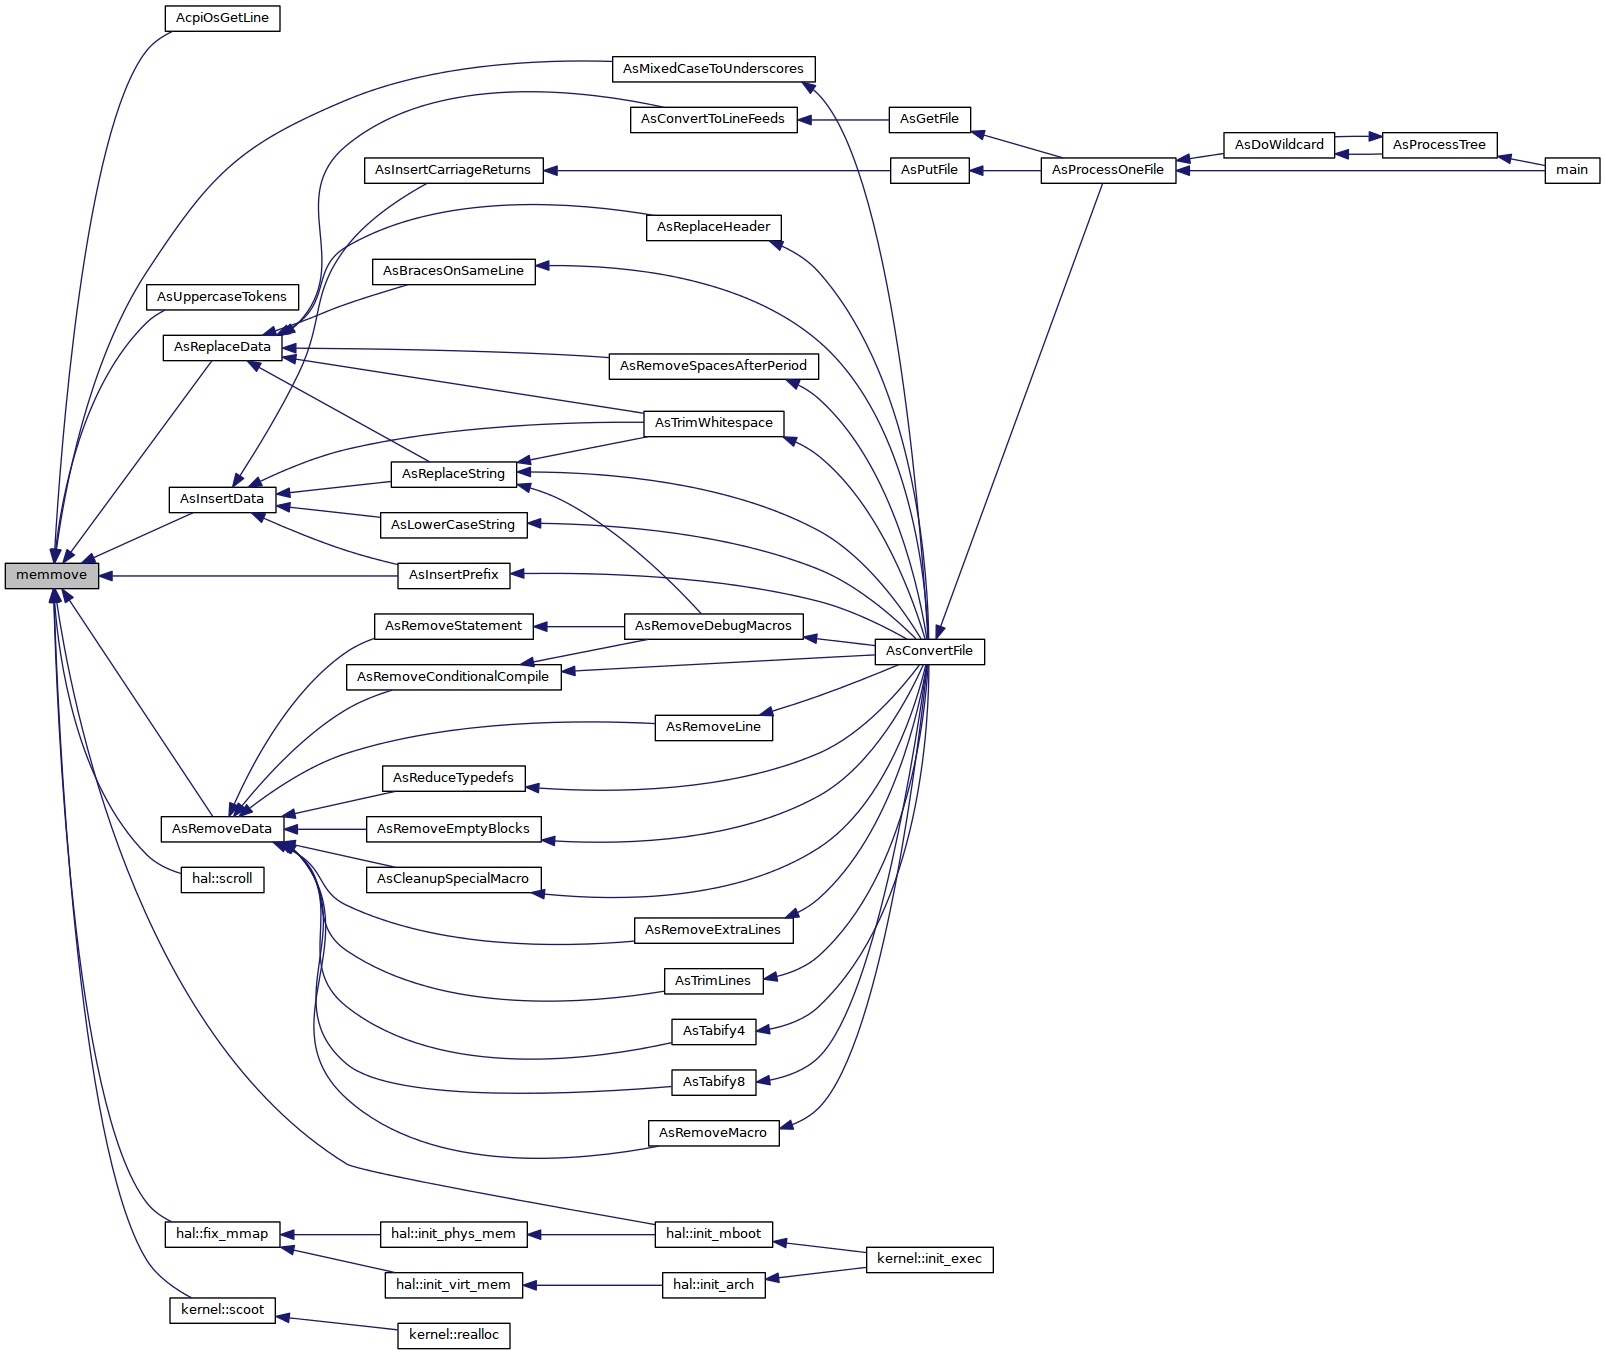 AcpiOsGetLine
AsMixedCaseToUnderscores
AsConvertToLineFeeds
AsGetFile
AsDoWildcard
AsProcessTree
AsInsertCarriageReturns
AsPutFile
AsProcessOneFile
main
AsReplaceHeader
AsBracesOnSameLine
AsUppercaseTokens
AsReplaceData
AsRemoveSpacesAfterPeriod
AsTrimWhitespace
AsReplaceString
AsInsertData
AsLowerCaseString
memmove
AsInsertPrefix
AsRemoveStatement
AsRemoveDebugMacros
AsConvertFile
AsRemoveConditionalCompile
AsRemoveLine
AsReduceTypedefs
AsRemoveData
AsRemoveEmptyBlocks
hal::scroll
AsCleanupSpecialMacro
AsRemoveExtraLines
AsTrimLines
AsTabify4
AsTabify8
AsRemoveMacro
hal::fix_mmap
hal::init_phys_mem
hal::init_mboot
kernel::init_exec
hal::init_virt_mem
hal::init_arch
kernel::scoot
kernel::realloc